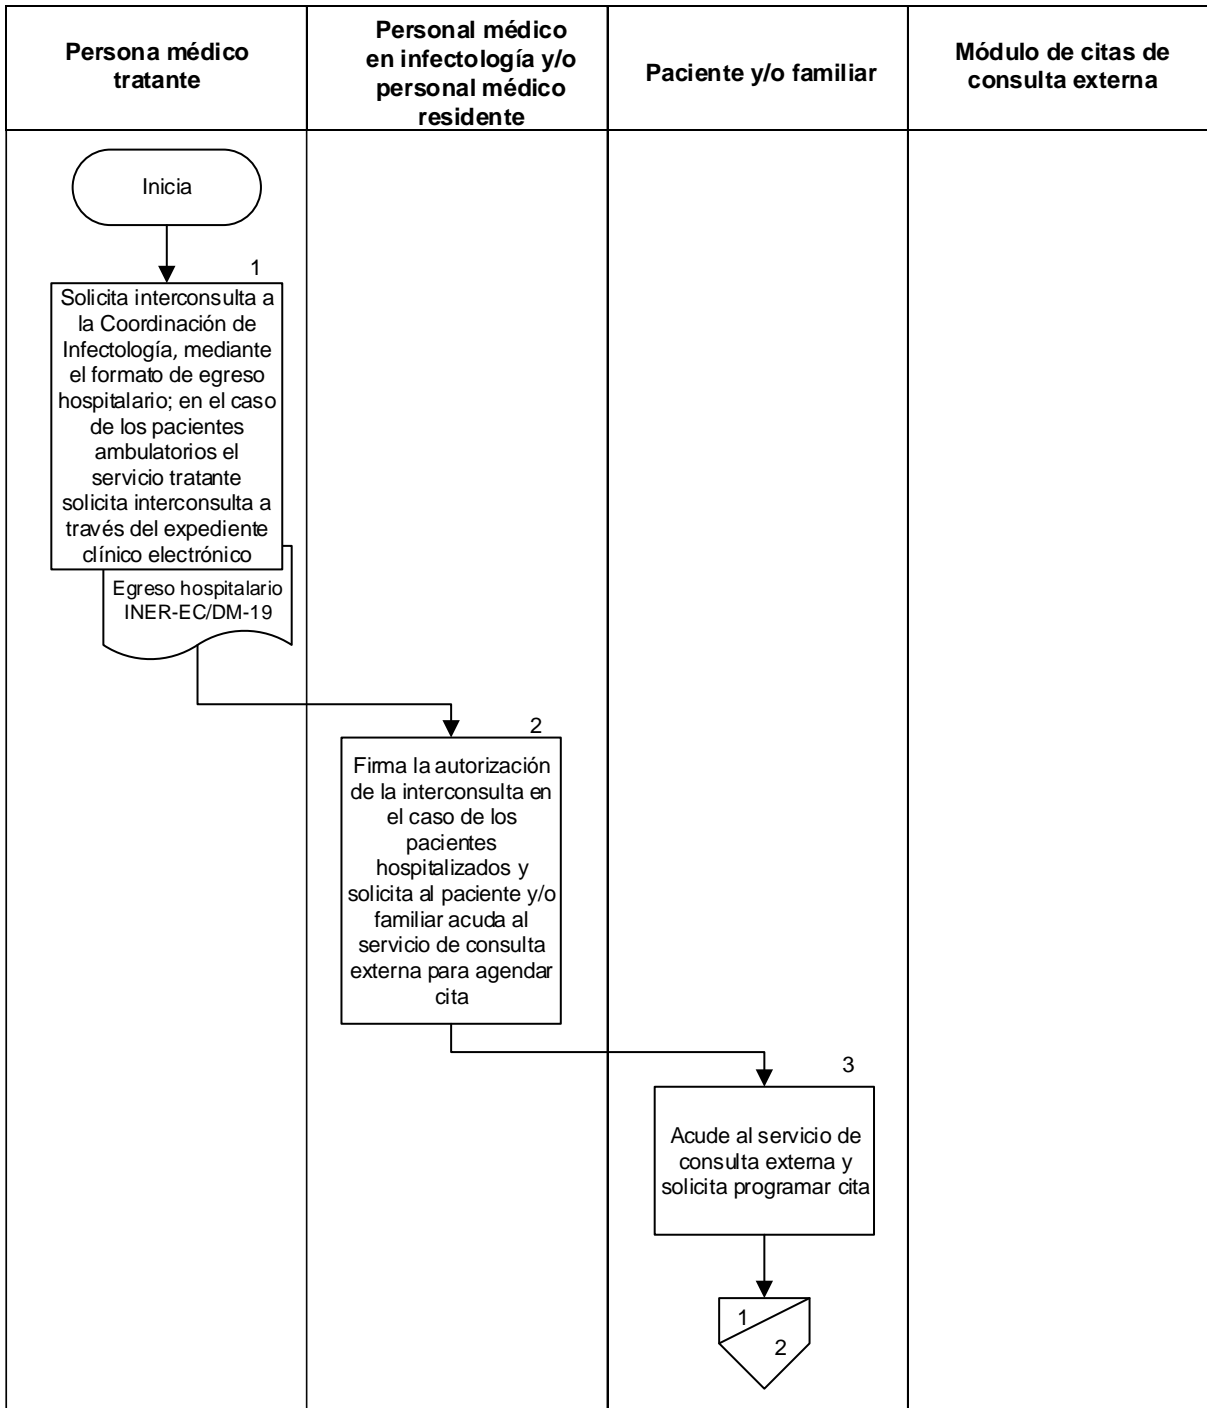 Persona médico
tratante
Personal médico
en infectología y/o
personal médico
residente
Paciente y/o familiar
Módulo de citas de
consulta externa
Inicia
1
Solicita interconsulta a
la Coordinación de
Infectología, mediante
el formato de egreso
hospitalario; en el caso
de los pacientes
ambulatorios el
servicio tratante
solicita interconsulta a
través del expediente
clínico electrónico
Egreso hospitalario
INER-EC/DM-19
2
Firma la autorización
de la interconsulta en
el caso de los
pacientes
hospitalizados y
solicita al paciente y/o
familiar acuda al
servicio de consulta
externa para agendar
cita
3
Acude al servicio de
consulta externa y
solicita programar cita
1
2